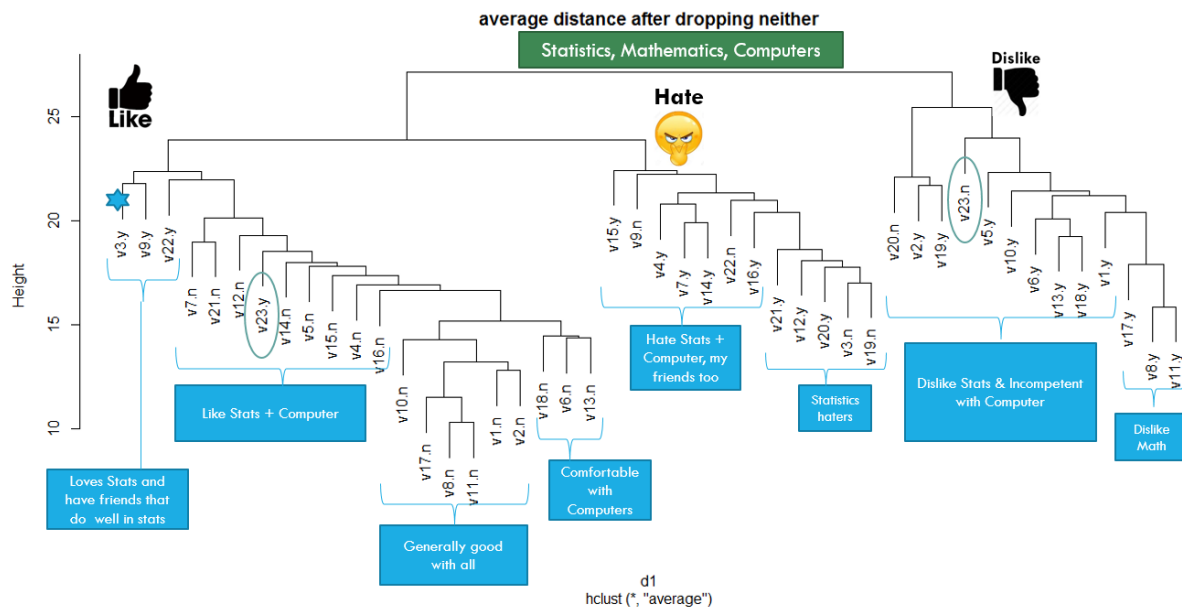 average distance after dropping neither
Statistics, Mathematics, Computers
Like
Hate
Dislike
Height
25
20
15
10
v3.y
v9.y
v22.y
v7.n
v21.n
v12.n
v23.y
v14.n
v5.n
v15.n
v4.n
v16.n
v10.n
v17.n
v8.n
v11.n
v1.n
v2.n
v18.n
v6.n
v13.n
v15.y
v9.n
v4.y
v7.y
v14.y
v22.n
v16.y
v21.y
v12.y
v20.y
v3.n
v19.n
v20.n
v2.y
v19.y
v23.n
v5.y
v10.y
v6.y
v13.y
v18.y
v1.y
v17.y
v8.y
v11.y
Loves Stats and
have friends that
do well in stats
Like Stats + Computer
Generally good
with all
Comfortable
with
Computers
Hate Stats +
Computer, my
friends too
Statistics
haters
Dislike Stats & Incompetent
with Computer
Dislike
Math
d1
hclust (*, "average")